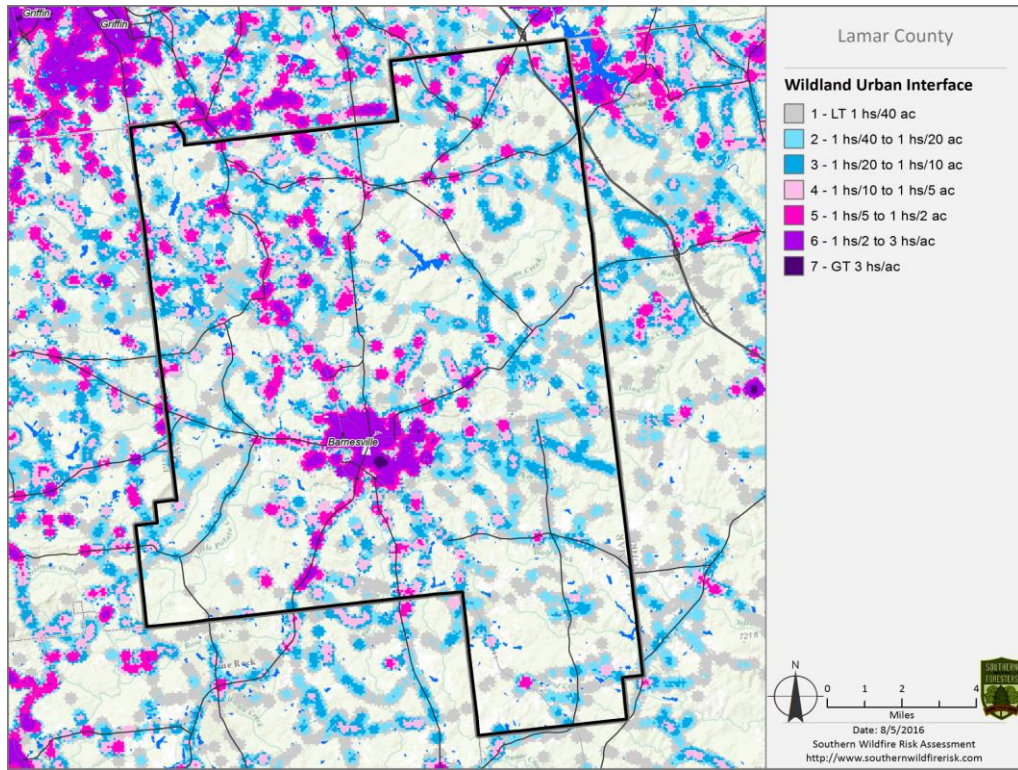 Griffin
Griffin
Barnesville
Lamar County
Wildland Urban Interface
1 - LT 1 hs/40 ac
2 - 1 hs/40 to 1 hs/20 ac
3 - 1 hs/20 to 1 hs/10 ac
4 - 1 hs/10 to 1 hs/5 ac
5 - 1 hs/5 to 1 hs/2 ac
6 - 1 hs/2 to 3 hs/ac
7 - GT 3 hs/ac
N
0 1 2 4
Miles
SOUTHERN
FORESTERS
Date: 8/5/2016
Southern Wildfire Risk Assessment
http://www.southernwildfirerisk.com